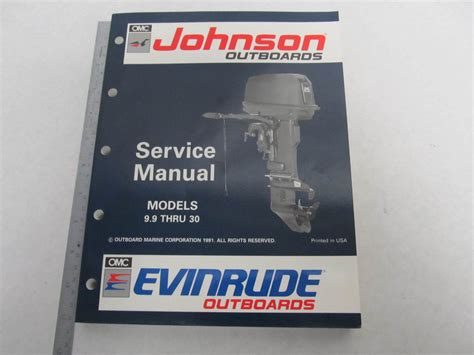 OMC
Johnson
OUTBOARDS
Service
Manual
MODELS
9.9 THRU 30
© OUTBOARD MARINE CORPORATION 1991. ALL RIGHTS RESERVED.
Printed in USA
OMC
EVINRUDE
OUTBOARDS